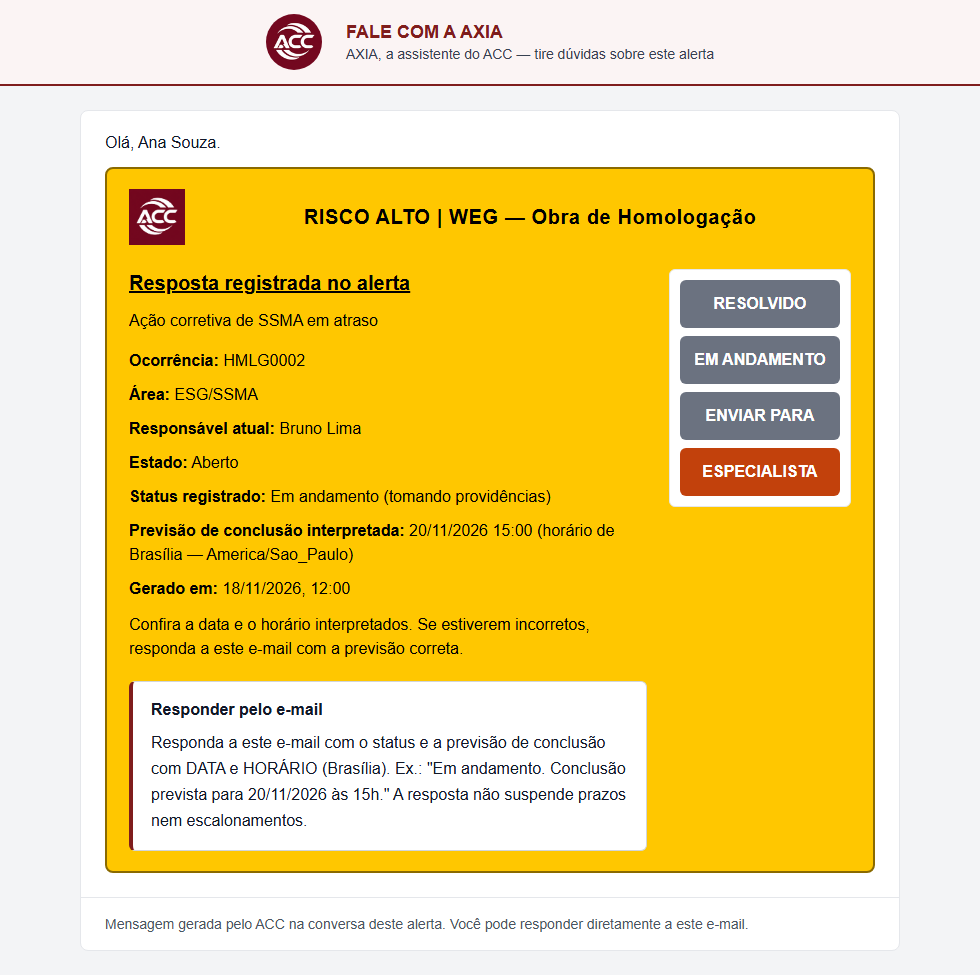 ACC
FALE COM A AXIA
AXIA, a assistente do ACC — tire dúvidas sobre este alerta
Olá, Ana Souza.
ACC
RISCO ALTO | WEG — Obra de Homologação
Resposta registrada no alerta
Ação corretiva de SSMA em atraso
Ocorrência: HMLG0002
Área: ESG/SSMA
Responsável atual: Bruno Lima
Estado: Aberto
Status registrado: Em andamento (tomando providências)
Previsão de conclusão interpretada: 20/11/2026 15:00 (horário de
Brasília — America/Sao_Paulo)
Gerado em: 18/11/2026, 12:00
Confira a data e o horário interpretados. Se estiverem incorretos,
responda a este e-mail com a previsão correta.
RESOLVIDO
EM ANDAMENTO
ENVIAR PARA
ESPECIALISTA
Responder pelo e-mail
Responda a este e-mail com o status e a previsão de conclusão
com DATA e HORÁRIO (Brasília). Ex.: "Em andamento. Conclusão
prevista para 20/11/2026 às 15h." A resposta não suspende prazos
nem escalonamentos.
Mensagem gerada pelo ACC na conversa deste alerta. Você pode responder diretamente a este e-mail.